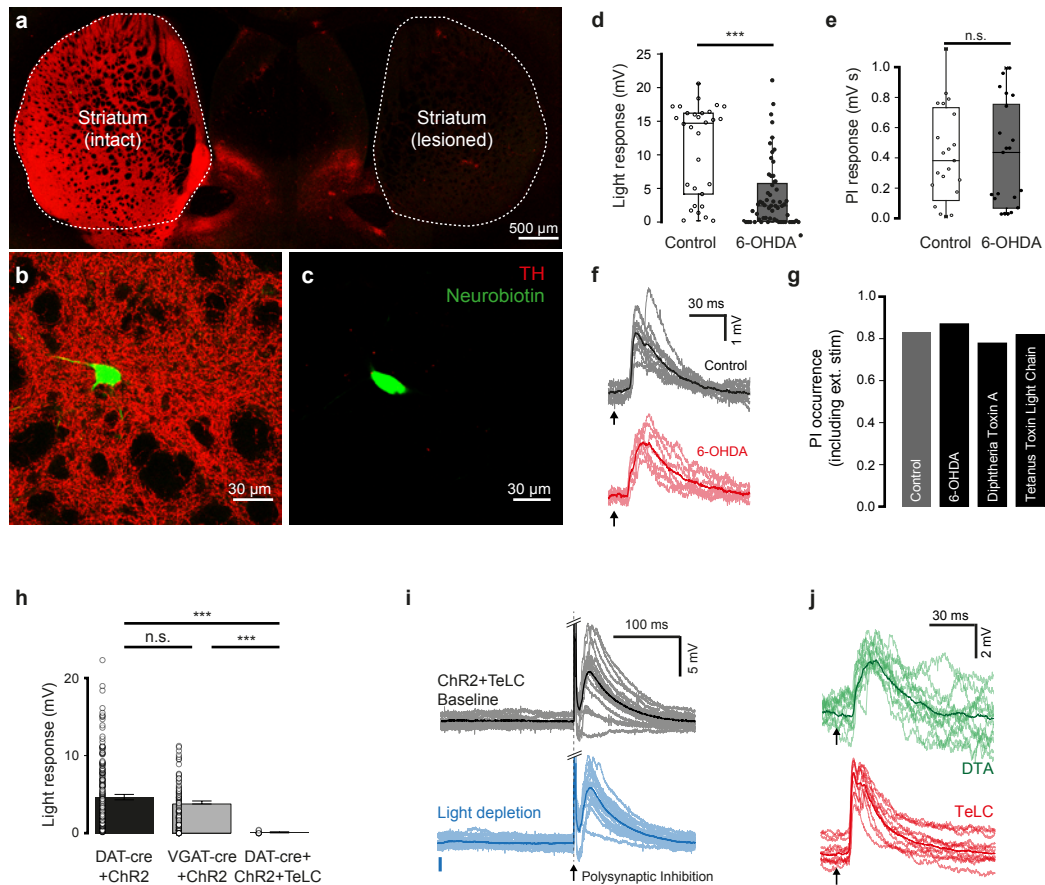 a
Striatum
(intact)
Striatum
(lesioned)
500 µm
b
30 µm
c
TH
Neurobiotin
30 µm
d
***
Light response (mV)
25
20
15
10
5
0
Control
6-OHDA
e
n.s.
PI response (mV s)
1.0
0.8
0.6
0.4
0.2
0.0
Control
6-OHDA
f
30 ms
1 mV
Control
6-OHDA
g
PI occurrence
(including ext. stim)
1.0
0.8
0.6
0.4
0.2
0
Control
6-OHDA
Diphtheria Toxin A
Tetanus Toxin Light Chain
h
***
n.s.
***
Light response (mV)
20
10
0
DAT-cre
+ChR2
VGAT-cre
+ChR2
DAT-cre+
ChR2+TeLC
i
100 ms
5 mV
ChR2+TeLC
Baseline
Light depletion
Polysynaptic Inhibition
j
30 ms
2 mV
DTA
TeLC